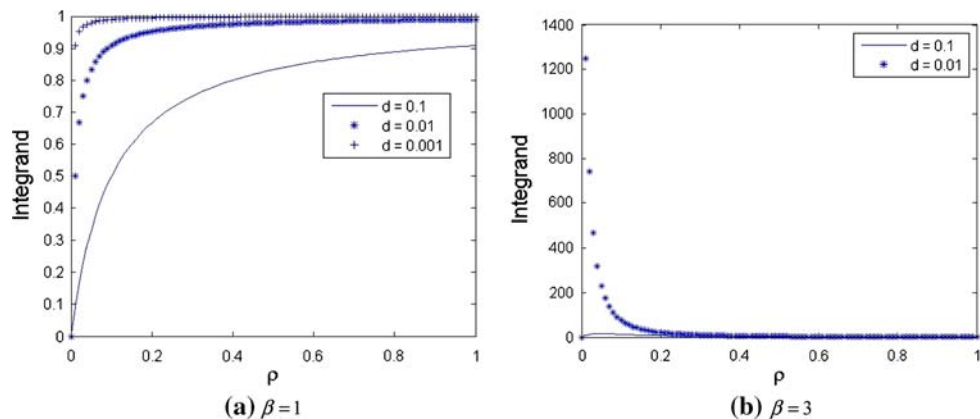 1
0.9
0.8
0.7
0.6
0.5
0.4
0.3
0.2
0.1
0
Integrand
d = 0.1
d = 0.01
d = 0.001
0 0.2 0.4 0.6 0.8 1
ρ
(a) β = 1
1400
1200
1000
800
600
400
200
0
Integrand
d = 0.1
d = 0.01
0 0.2 0.4 0.6 0.8 1
ρ
(b) β = 3